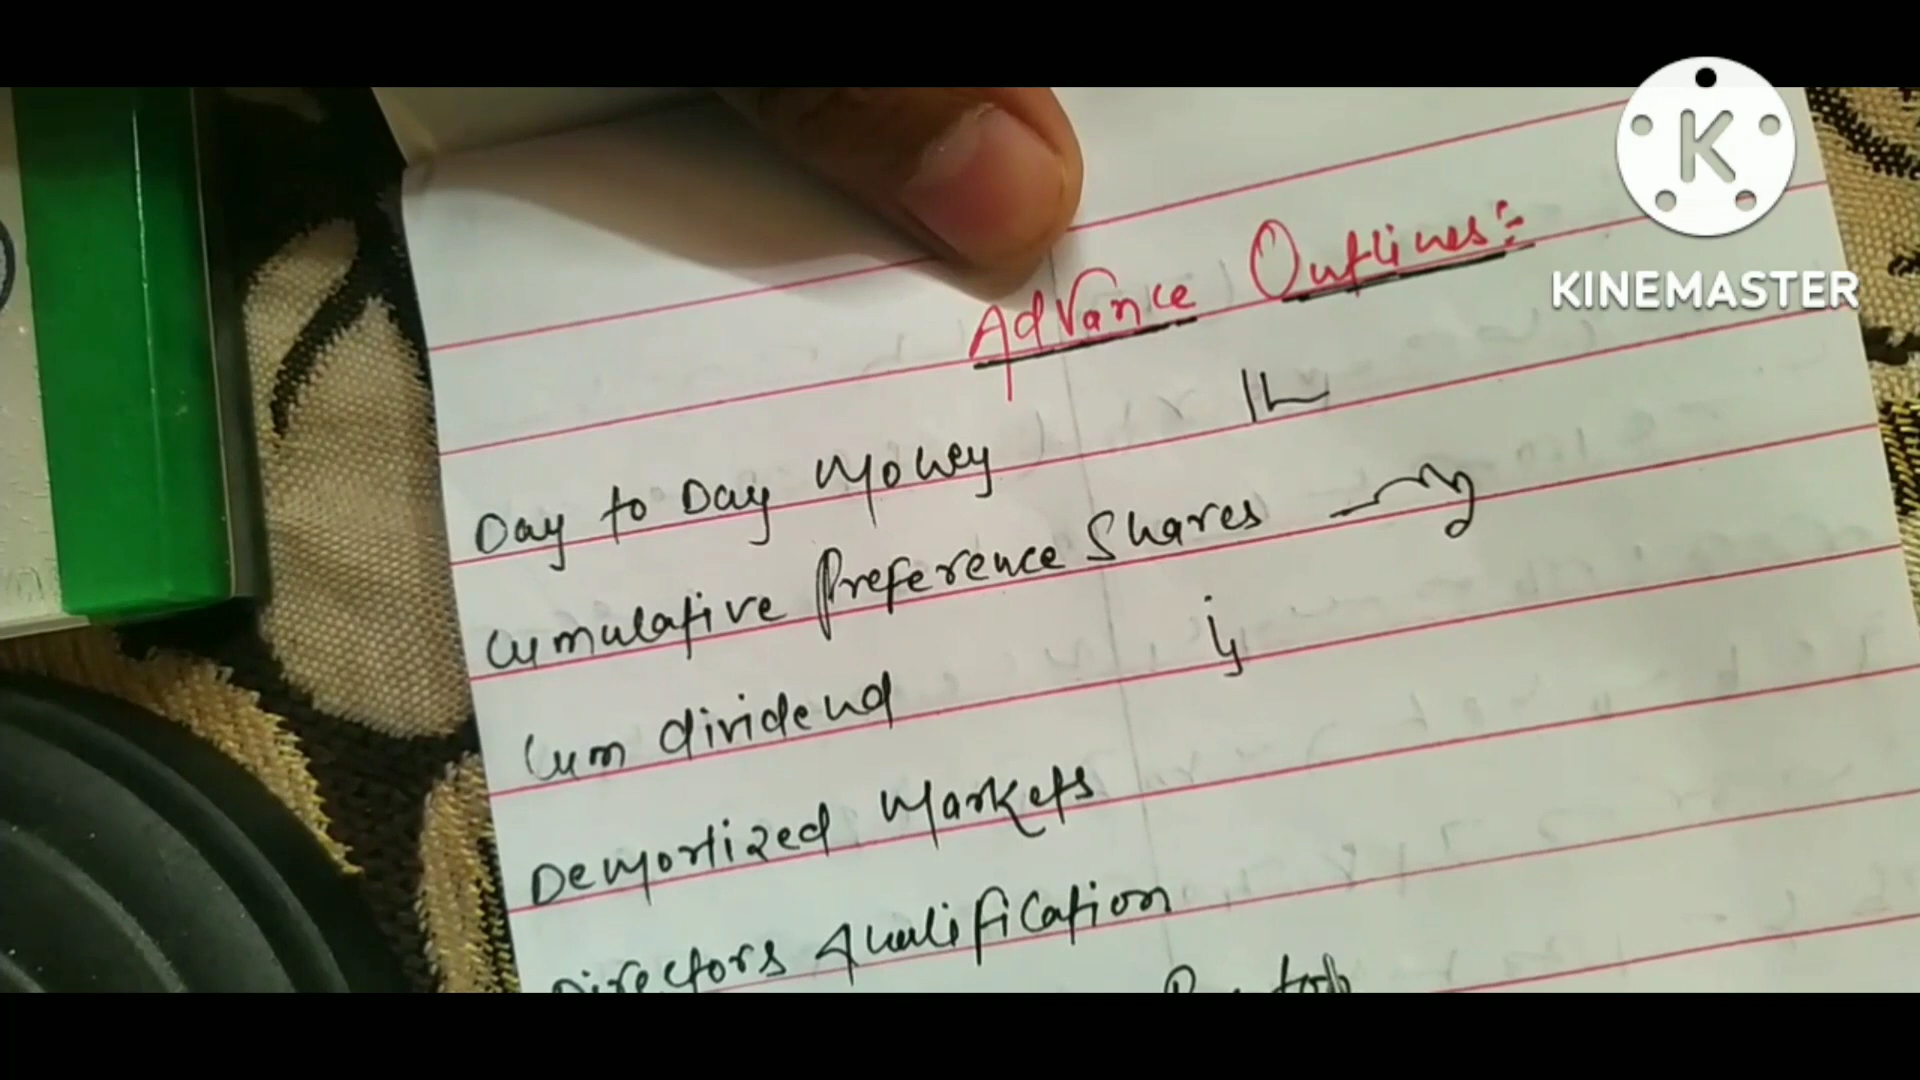 KINEMASTER
Advance Outlines:-
Day to Day Money
Cumulative Preference Shares
Cum dividend
Demortized Markets
Directors Qualification